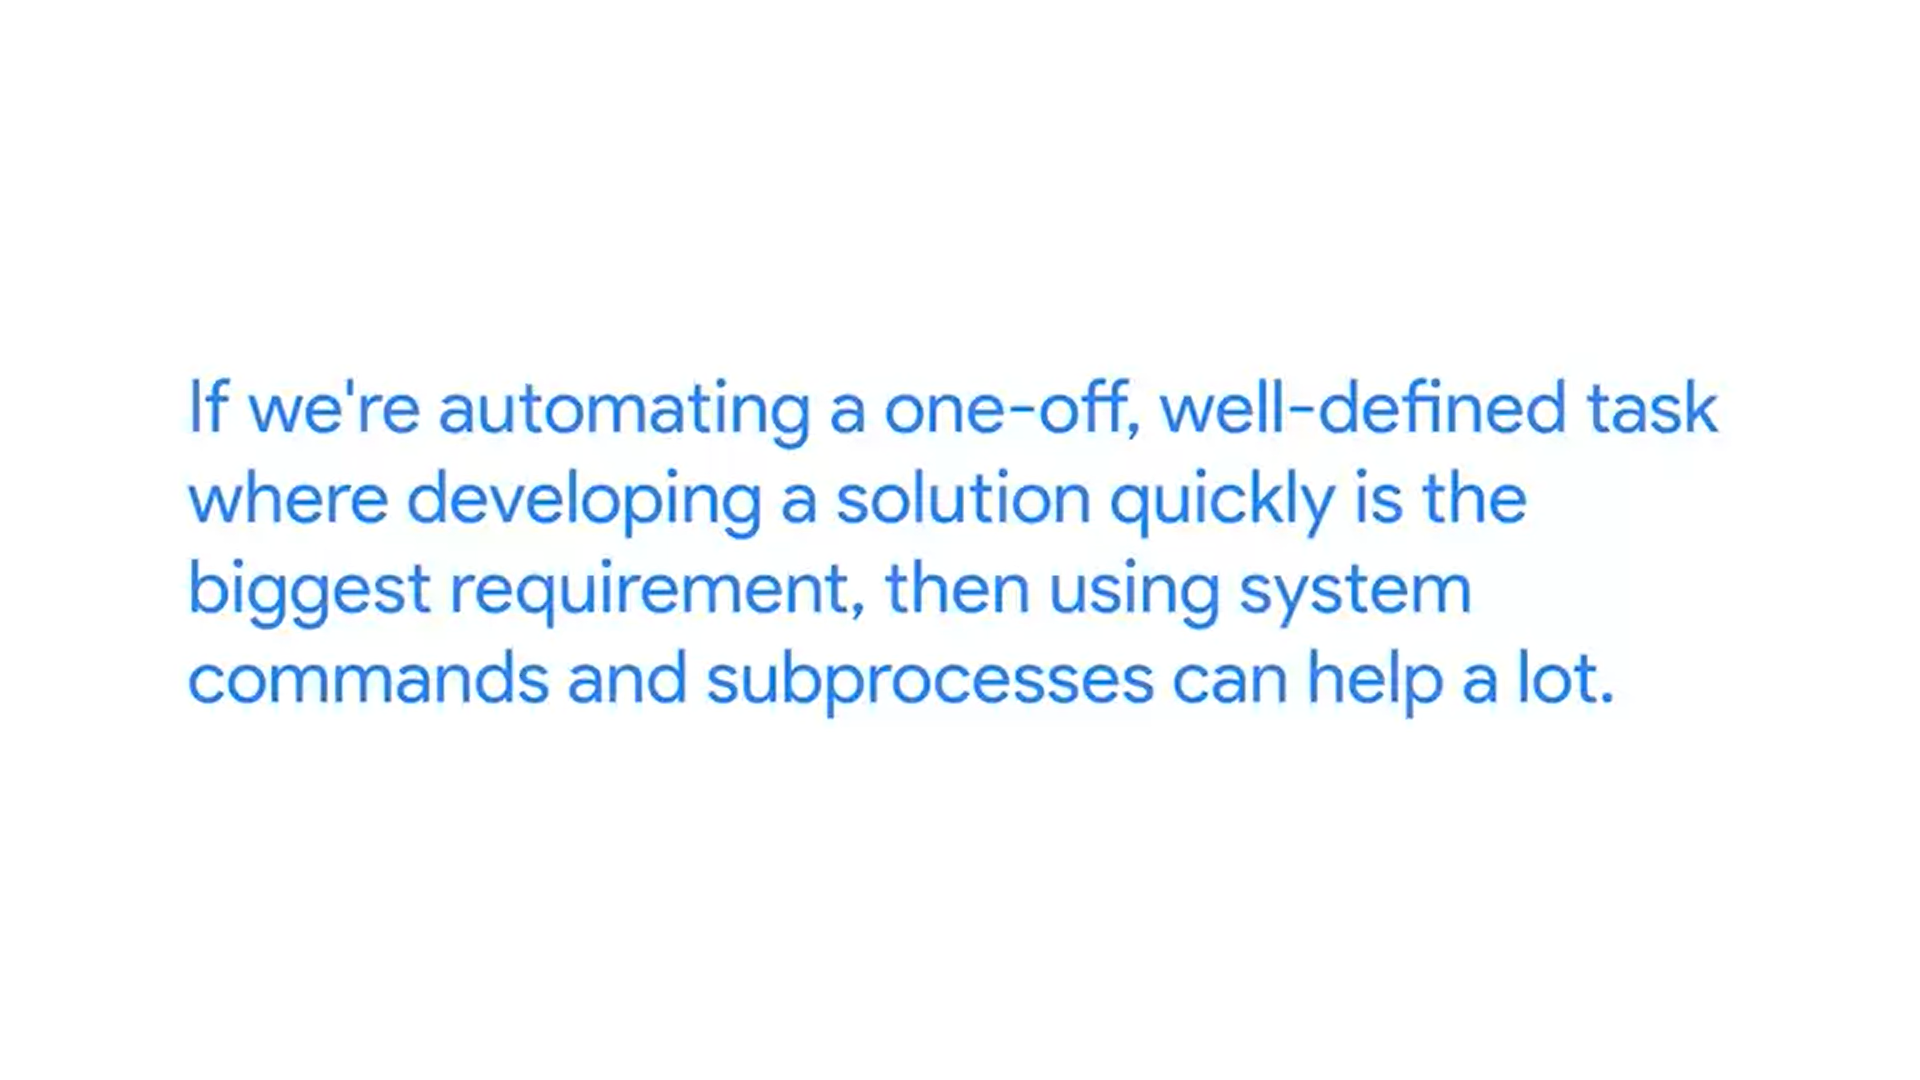 If we're automating a one-off, well-defined task
where developing a solution quickly is the
biggest requirement, then using system
commands and subprocesses can help a lot.